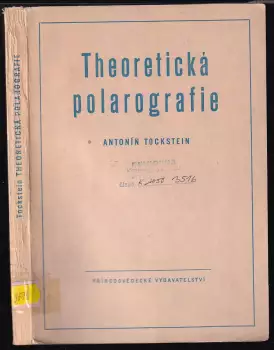 Tockstein THEORETICKÁ POLAROGRAFIE
Theoretická
polarografie
ANTONÍN TOCKSTEIN
PŘÍRODOVĚDECKÉ VYDAVATELSTVÍ